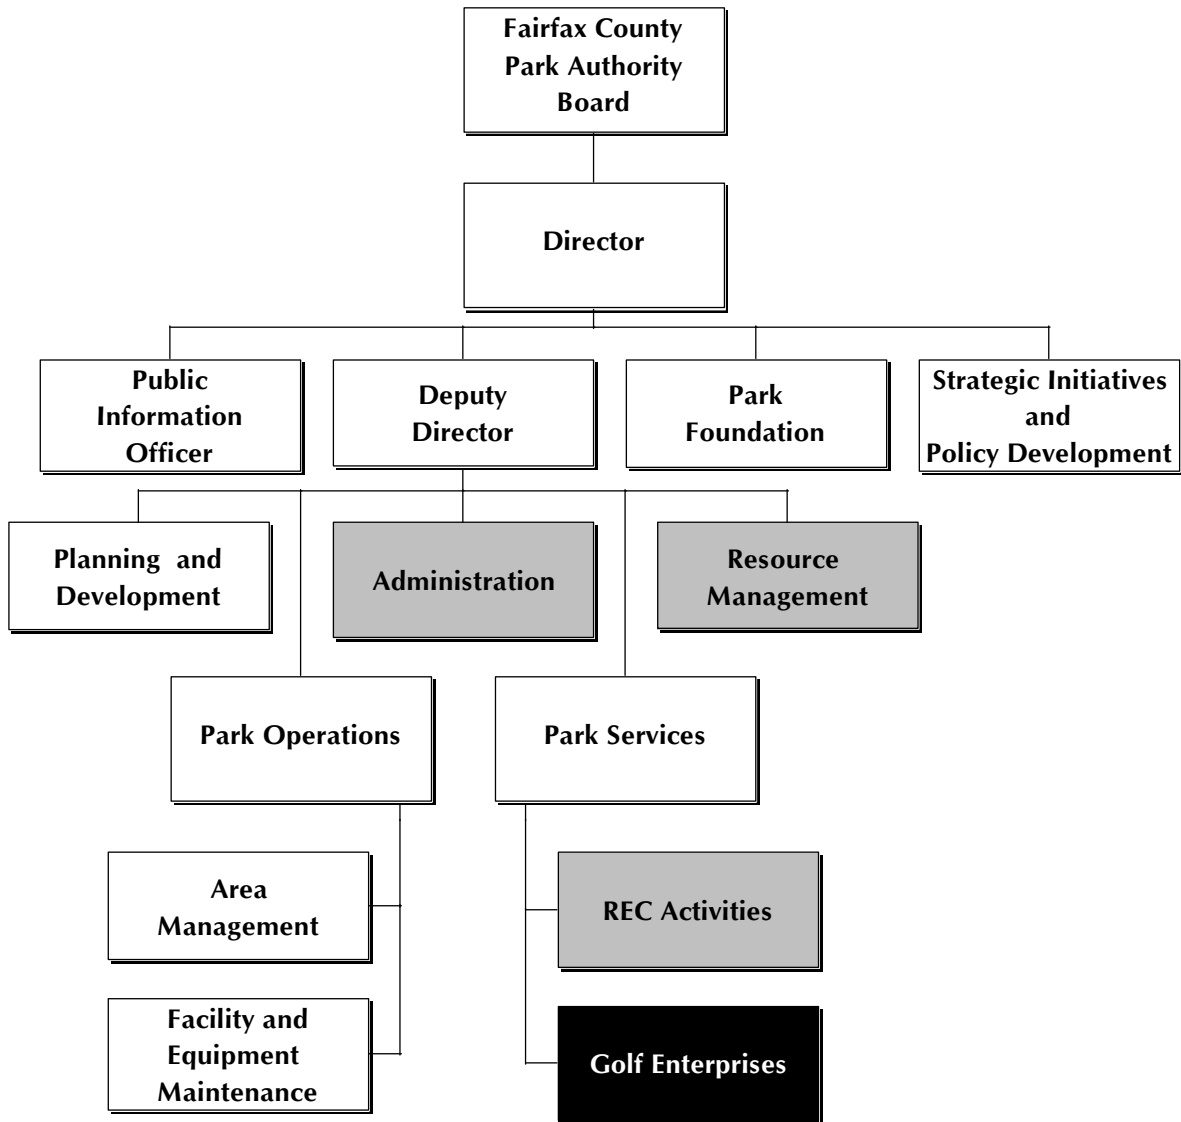 Fairfax County
Park Authority
Board
Director
Public
Information
Officer
Deputy
Director
Park
Foundation
Strategic Initiatives
and
Policy Development
Planning and
Development
Administration
Resource
Management
Park Operations
Park Services
Area
Management
REC Activities
Facility and
Equipment
Maintenance
Golf Enterprises